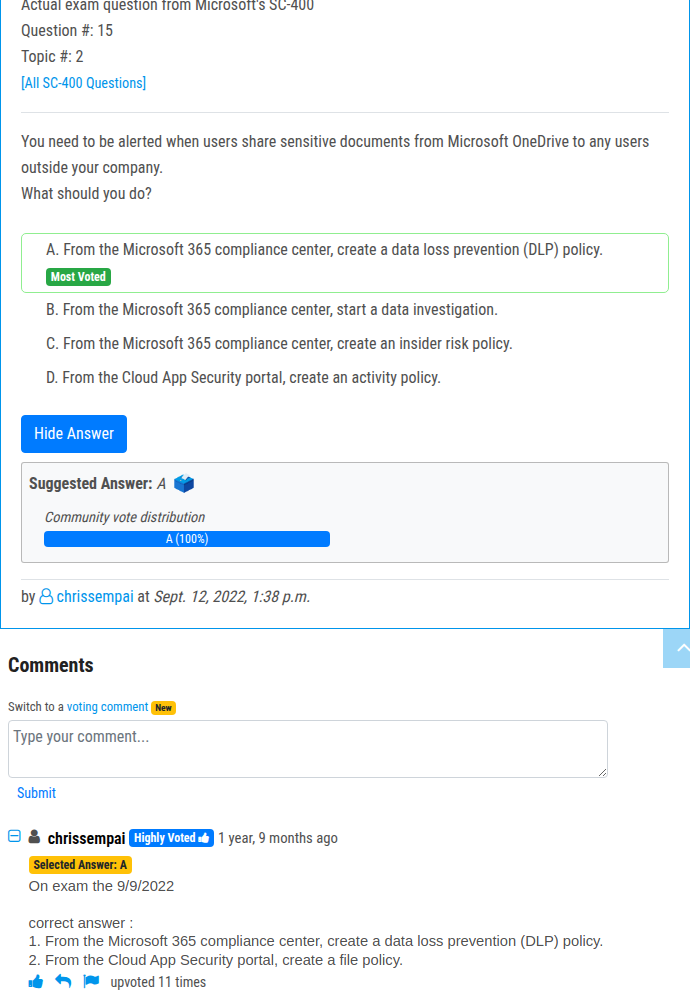 Actual exam question from Microsoft's SC-400
Question #: 15
Topic #: 2
[All SC-400 Questions]
You need to be alerted when users share sensitive documents from Microsoft OneDrive to any users
outside your company.
What should you do?
A. From the Microsoft 365 compliance center, create a data loss prevention (DLP) policy.
Most Voted
B. From the Microsoft 365 compliance center, start a data investigation.
C. From the Microsoft 365 compliance center, create an insider risk policy.
D. From the Cloud App Security portal, create an activity policy.
Hide Answer
Suggested Answer: A
Community vote distribution
A (100%)
by chrissempai at Sept. 12, 2022, 1:38 p.m.
Comments
Switch to a voting comment New
Type your comment...
Submit
chrissempai Highly Voted 1 year, 9 months ago
Selected Answer: A
On exam the 9/9/2022
correct answer :
1. From the Microsoft 365 compliance center, create a data loss prevention (DLP) policy.
2. From the Cloud App Security portal, create a file policy.
upvoted 11 times